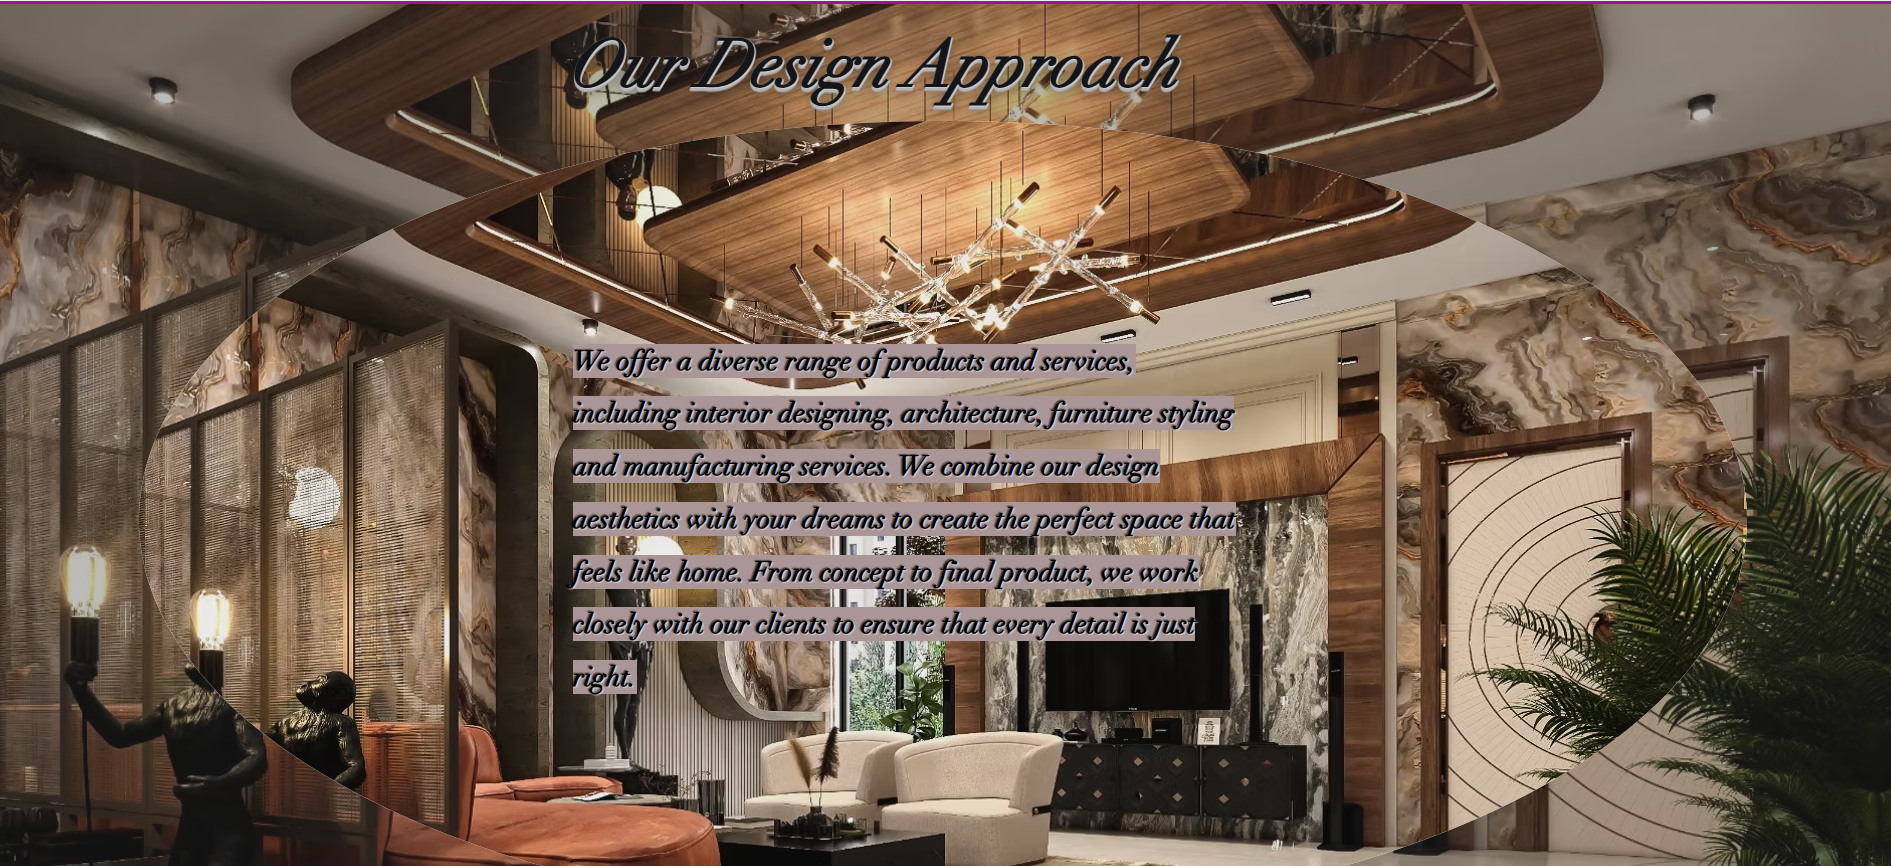 Our Design Approach
We offer a diverse range of products and services,
including interior designing, architecture, furniture styling
and manufacturing services. We combine our design
aesthetics with your dreams to create the perfect space that
feels like home. From concept to final product, we work
closely with our clients to ensure that every detail is just
right.